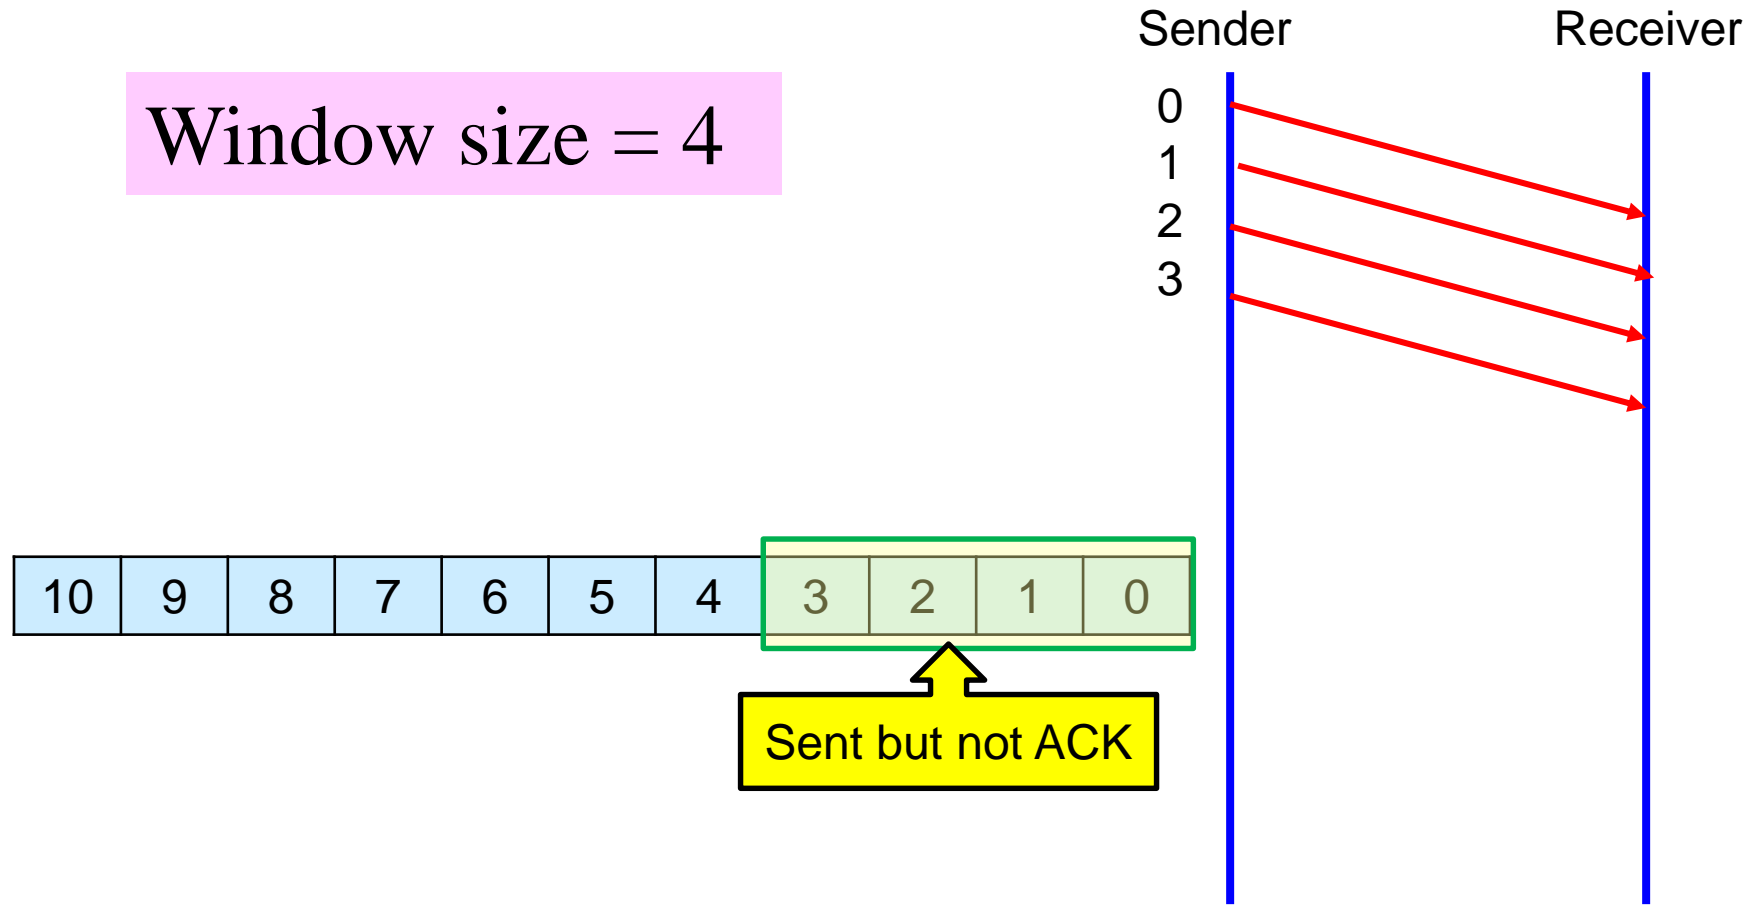 Sender Receiver
Window size = 4
0
1
2
3
10 9 8 7 6 5 4 3 2 1 0
Sent but not ACK